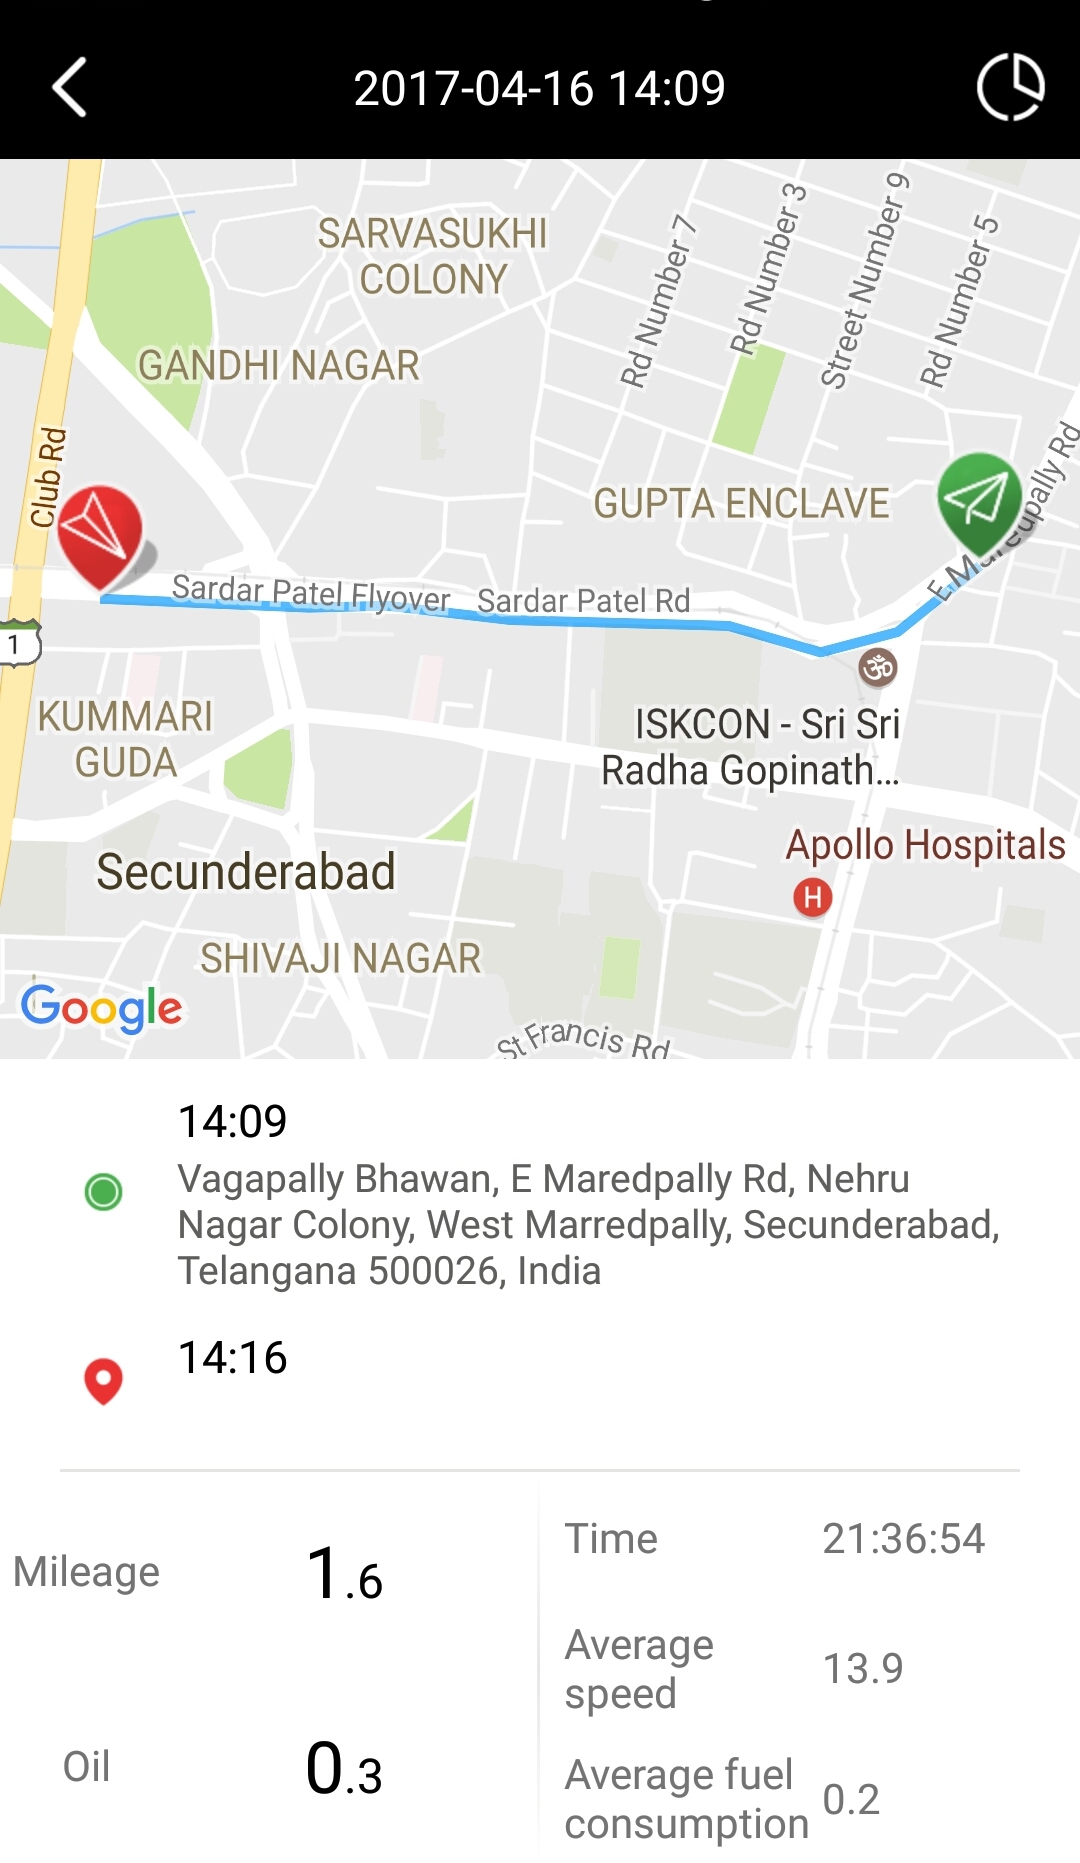 2017-04-16 14:09
SARVASUKHI
COLONY
Rd Number 7
Rd Number 3
Street Number 9
Rd Number 5
GANDHI NAGAR
Club Rd
GUPTA ENCLAVE
Sardar Patel Flyover
Sardar Patel Rd
1
KUMMARI
GUDA
ISKCON - Sri Sri
Radha Gopinath...
Apollo Hospitals
H
Secunderabad
SHIVAJI NAGAR
Google
St Francis Rd
14:09
Vagapally Bhawan, E Maredpally Rd, Nehru
Nagar Colony, West Marredpally, Secunderabad,
Telangana 500026, India
14:16
Mileage 1.6
Time 21:36:54
Average
speed 13.9
Oil 0.3
Average fuel
consumption 0.2